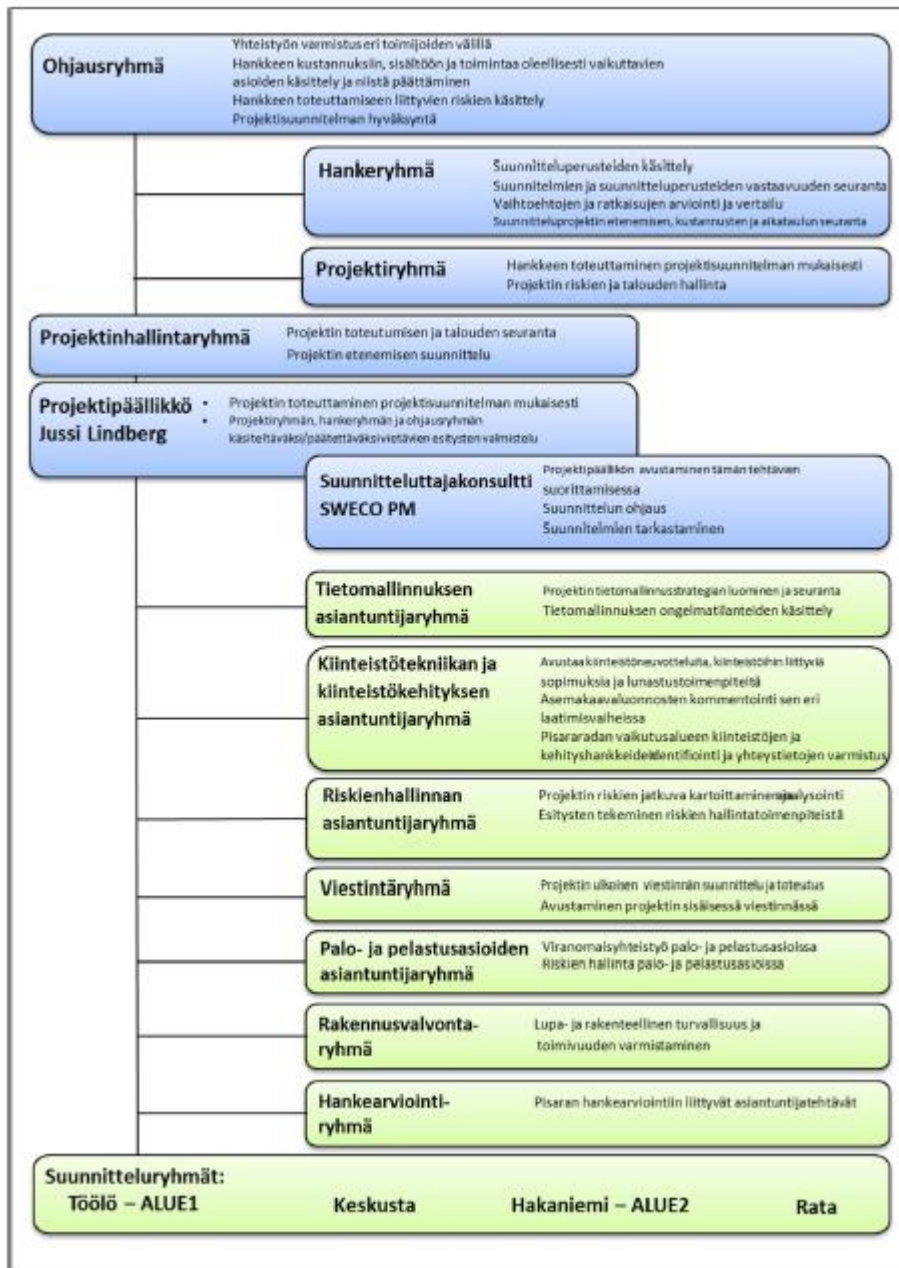 Ohjausryhmä
Yhteistyön varmistus eri toimijoiden välillä
Hankkeen kustannuksiin, sisältöön ja toimintaa oleellisesti vaikuttavien
asioiden käsittely ja niistä päättäminen
Hankkeen toteuttamiseen liittyvien riskien käsittely
Projektisuunnitelman hyväksyntä
Hankeryhmä
Suunnitteluperusteiden käsittely
Suunnitelmien ja suunnitteluperusteiden vastaavuuden seuranta
Vaihtoehtojen ja ratkaisujen arviointi ja vertailu
Suunnitteluprojektin etenemisen, kustannusten ja aikataulun seuranta
Projektiryhmä
Hankkeen toteuttaminen projektisuunnitelman mukaisesti
Projektin riskien ja talouden hallinta
Projektinhallintaryhmä
Projektin toteutumisen ja talouden seuranta
Projektin etenemisen suunnittelu
Projektipäällikkö
Jussi Lindberg
• Projektin toteuttaminen projektisuunnitelman mukaisesti
• Projektiryhmän, hankeryhmän ja ohjausryhmän
käsiteltäväksi/päätettäväksi vietävien esitysten valmistelu
Suunnitteluttajakonsultti
SWECO PM
Projektipäällikön avustaminen tämän tehtävien
suorittamisessa
Suunnittelun ohjaus
Suunnitelmien tarkastaminen
Tietomallinnuksen
asiantuntijaryhmä
Projektin tietomallinnusstrategian luominen ja seuranta
Tietomallinnuksen ongelmatilanteiden käsittely
Kiinteistötekniikan ja
kiinteistökehityksen
asiantuntijaryhmä
Avustaa kiinteistöneuvotteluita, kiinteistöihin liittyviä
sopimuksia ja lunastustoimenpiteitä
Asemakaavaluonnosten kommentointi sen eri
laatimisvaiheissa
Pisararadan vaikutusalueen kiinteistöjen ja
identifiointi ja yhteystietojen varmistus
Riskienhallinnan
asiantuntijaryhmä
Projektin riskien jatkuva kartoittaminen
Esitysten tekeminen riskien hallintatoimenpiteistä
Viestintäryhmä
Projektin ulkoisen viestinnän suunnittelu ja toteutus
Avustaminen projektin sisäisessä viestinnässä
Palo- ja pelastusasioiden
asiantuntijaryhmä
Viranomaisyhteistyö palo- ja pelastusasioissa
Riskien hallinta palo- ja pelastusasioissa
Rakennusvalvonta-
ryhmä
Lupa- ja rakenteellinen turvallisuus ja
toimivuuden varmistaminen
Hankearviointi-
ryhmä
Pisaran hankearviointiin liittyvät asiantuntijatehtävät
Suunnitteluryhmät:
Töölö – ALUE1 Keskusta Hakaniemi – ALUE2 Rata